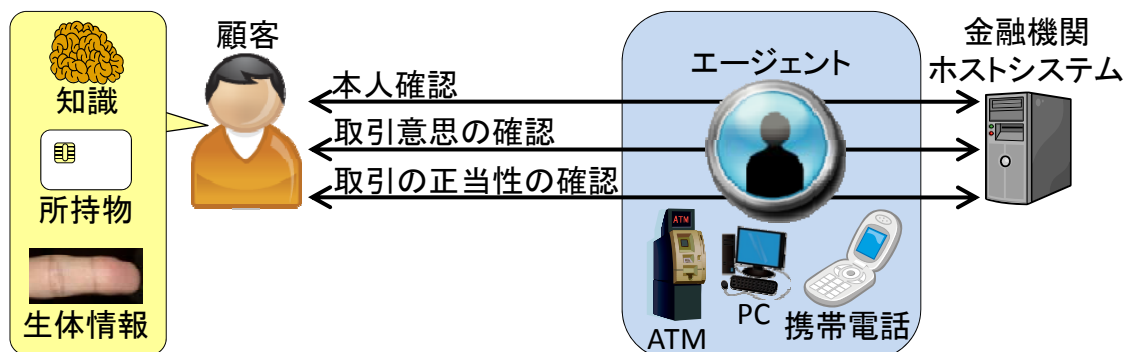 知識
所持物
生体情報
顧客
本人確認
取引意思の確認
取引の正当性の確認
エージェント
ATM
ATM
PC
携帯電話
金融機関
ホストシステム